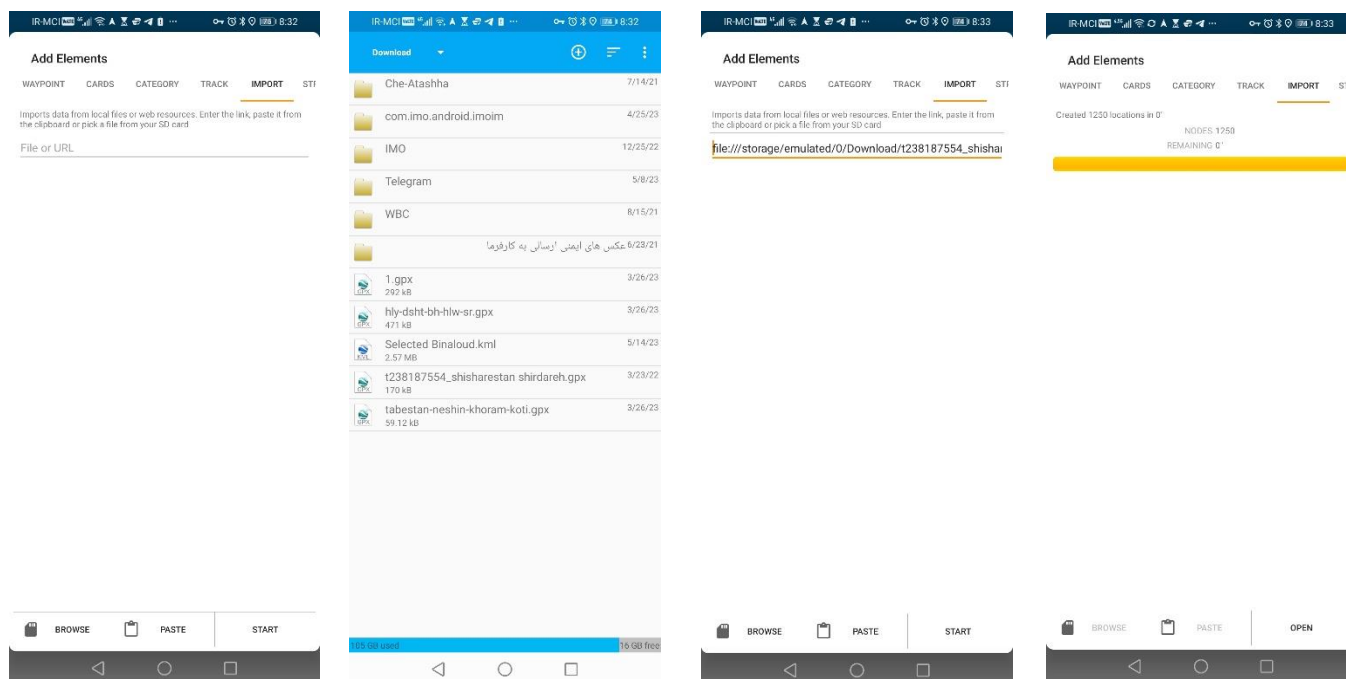 IR-MCI 8:32
Add Elements
WAYPOINT CARDS CATEGORY TRACK IMPORT
Imports data from local files or web resources. Enter the link, paste it from
the clipboard or pick a file from your SD card
File or URL
BROWSE PASTE START
IR-MCI 8:32
Download
Che-Atashha 7/14/21
com.imo.android.imoim 4/25/23
IMO 12/25/22
Telegram 5/8/23
WBC 8/15/21
عکس های ایمنی ارسالی به کارفرما 6/23/21
1.gpx 3/26/23
292 kB
hly-dsht-bh-hlw-sr.gpx 3/26/23
471 kB
Selected Binaloud.kml 5/14/23
2.57 MB
t238187554_shisharestan shirdareh.gpx 3/23/22
170 kB
tabestan-neshin-khoram-koti.gpx 3/26/23
59.12 kB
105 GB used 16 GB free
IR-MCI 8:33
Add Elements
WAYPOINT CARDS CATEGORY TRACK IMPORT
Imports data from local files or web resources. Enter the link, paste it from
the clipboard or pick a file from your SD card
file:///storage/emulated/0/Download/t238187554_shishar
BROWSE PASTE START
IR-MCI 8:33
Add Elements
WAYPOINT CARDS CATEGORY TRACK IMPORT
Created 1250 locations in 0"
NODES 1250
REMAINING 0"
BROWSE PASTE OPEN